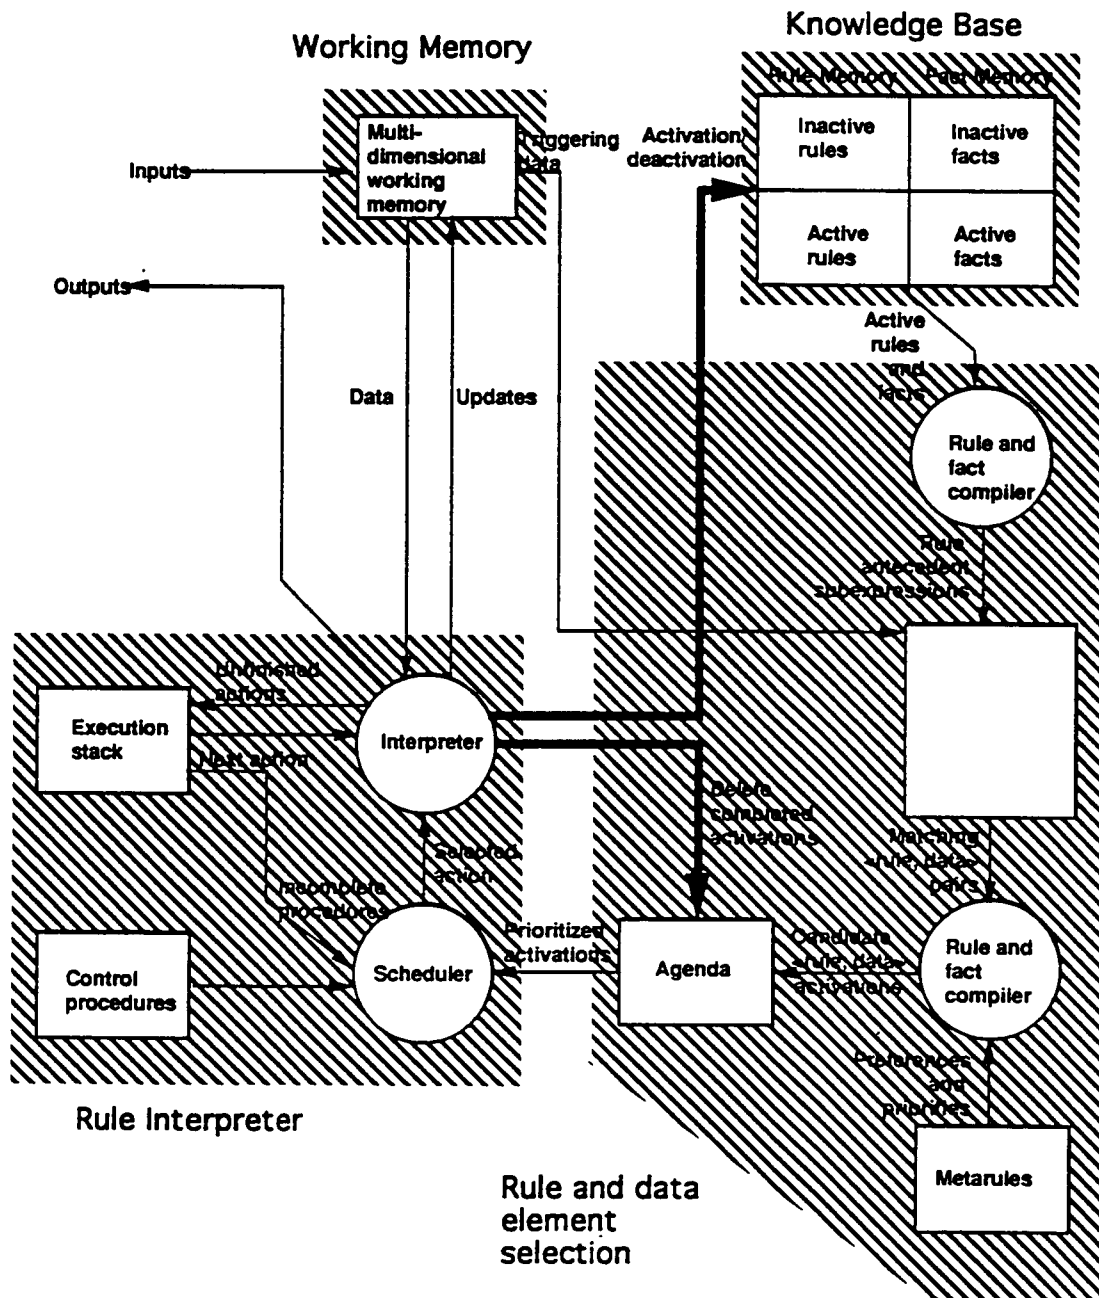 Knowledge Base
Working Memory
Rule Memory
Fact Memory
Multi-
dimensional
working
memory
Triggering
data
Activation/
deactivation
Inactive
rules
Inactive
facts
Inputs
Active
rules
Active
facts
Outputs
Active
rules
and
facts
Data
Updates
Rule and
fact
compiler
Rule
antecedent
subexpressions
Unfinished
actions
Execution
stack
Interpreter
Next action
Delete
completed
activations
Selected
action
Matching
<rule, data>
pairs
Incomplete
procedures
Prioritized
activations
Candidate
<rule, data>
activations
Rule and
fact
compiler
Agenda
Scheduler
Control
procedures
Preferences
and
priorities
Rule Interpreter
Metarules
Rule and data
element
selection